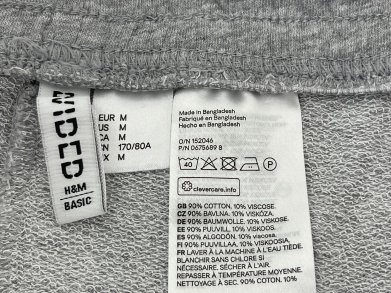 DIVIDED
H&M
BASIC
EUR M
US M
CA M
CN 170/80A
MX M
Made in Bangladesh
Fabriqué en Bangladesh
Hecho en Bangladesh
O/N 152046
P/N 0675689 8
40
P
clevercare.info
GB 90% COTTON, 10% VISCOSE.
CZ 90% BAVLNA. 10% VISKÓZA.
DE 90% BAUMWOLLE. 10% VISKOSE.
EE 90% PUUVILL, 10% VISKOOS.
ES 90% ALGODÓN, 10% viscosa.
FI 90% PUUVILLAA, 10% VISKOOSIA,
FR LAVER À LA MACHINE À L'EAU TIÈDE.
BLANCHIR SANS CHLORE SI
NÉCESSAIRE. SÉCHER À L'AIR.
REPASSER À TEMPÉRATURE MOYENNE.
NETTOYAGE À SEC. 90% COTON, 10%